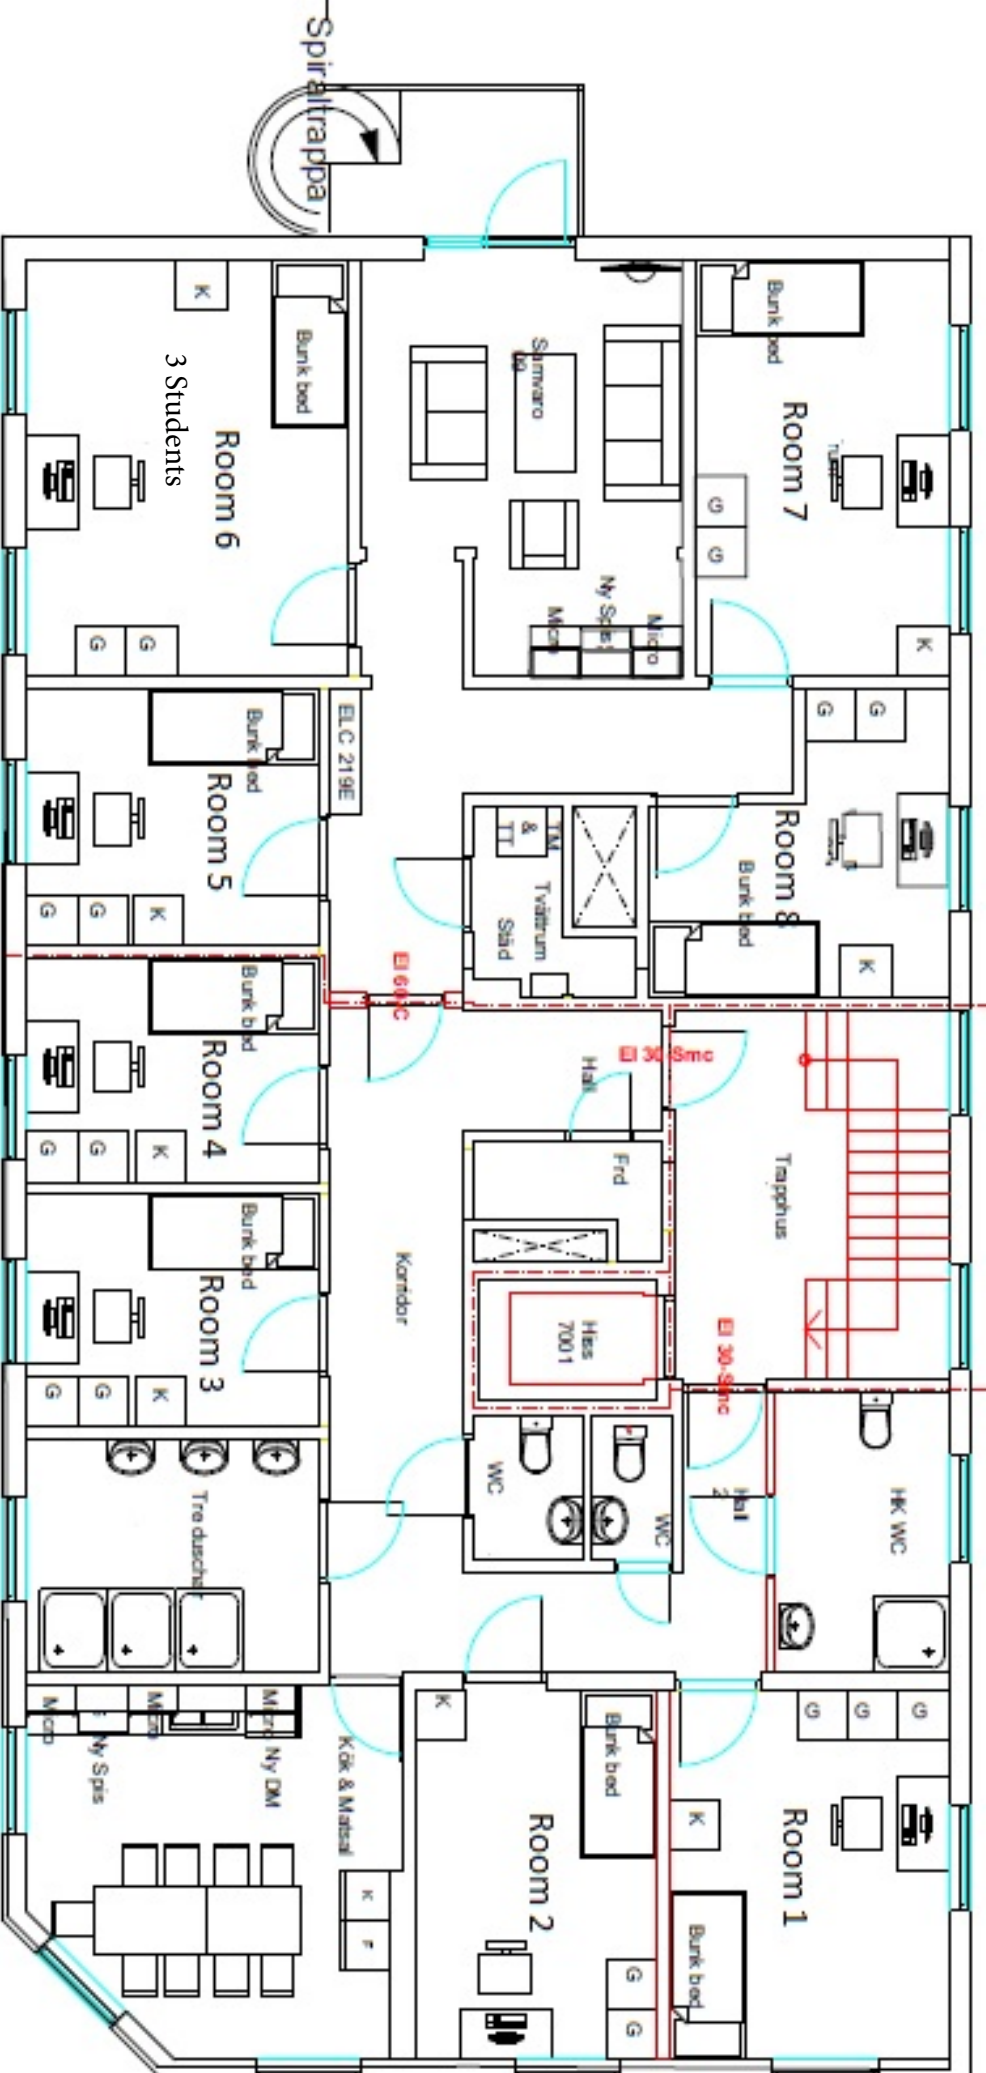 Spiraltrappa
K
Bunk bed
3 Students
Room 6
G
G
Samvaro
Bunk bed
Room 7
G
G
K
Micro
Ny Spis
Micro
Bunk bed
Room 5
ELC 219E
G
G
K
TM
&
TT
Tvättrum
Städ
G
G
Room 8
Bunk bed
K
EI 60-C
Bunk bed
Room 4
G
G
K
Hall
EI 30-Smc
Frd
Trapphus
Bunk bed
Room 3
G
G
K
Korridor
Hiss
7001
EI 30-Smc
WC
WC
Hall
2
HK WC
Tre duschar
Micro
Ny Spis
Micro
Micro
Ny DM
Kök & Matsal
K
F
K
Bunk bed
Room 2
G
G
G
G
G
K
Room 1
Bunk bed